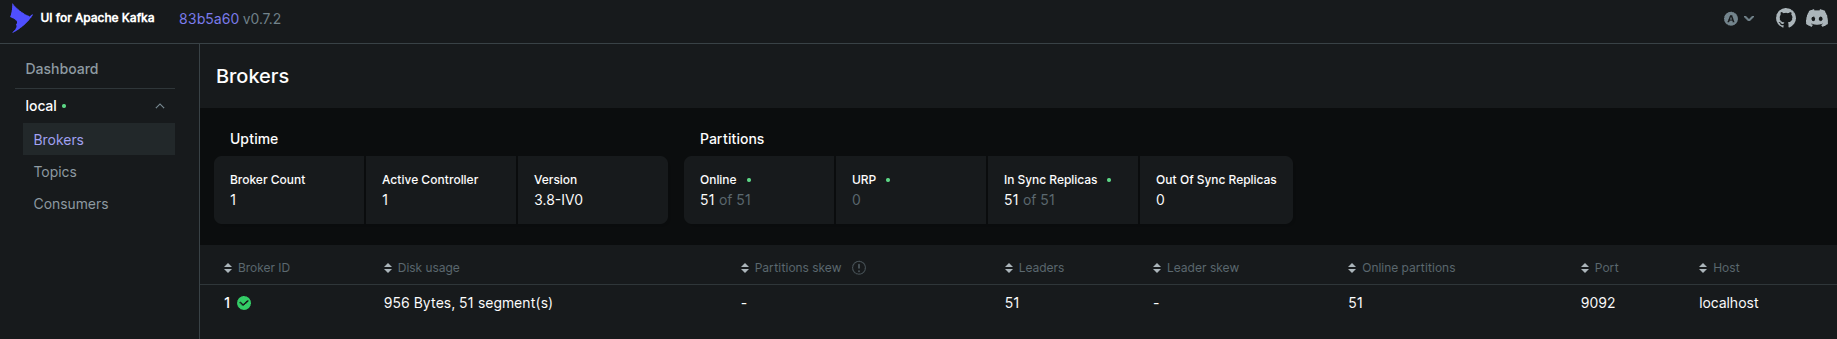 UI for Apache Kafka 83b5a60 v0.7.2 A
Dashboard
local
Brokers
Topics
Consumers
Brokers
Uptime
Broker Count Active Controller Version
1 1 3.8-IV0
Partitions
Online URP In Sync Replicas Out Of Sync Replicas
51 of 51 0 51 of 51 0
Broker ID Disk usage Partitions skew Leaders Leader skew Online partitions Port Host
1 956 Bytes, 51 segment(s) - 51 - 51 9092 localhost